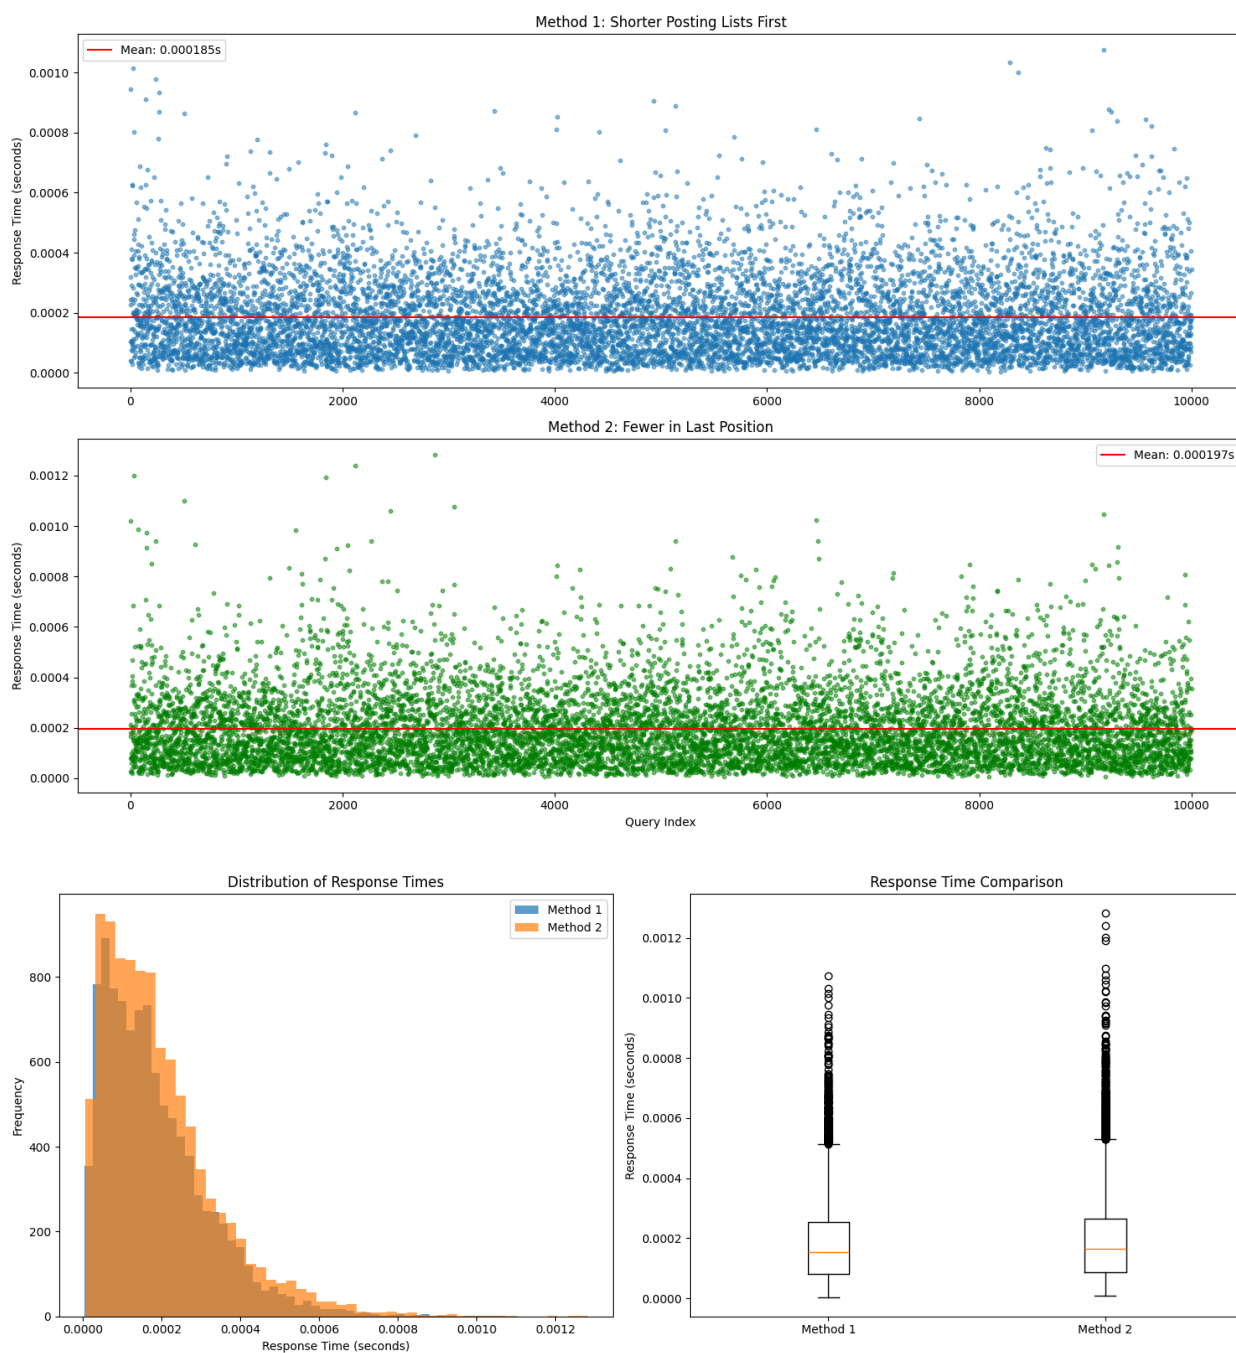 Method 1: Shorter Posting Lists First
Mean: 0.000185s
Response Time (seconds)
0.0010
0.0008
0.0006
0.0004
0.0002
0.0000
0 2000 4000 6000 8000 10000
Method 2: Fewer in Last Position
Mean: 0.000197s
Response Time (seconds)
0.0012
0.0010
0.0008
0.0006
0.0004
0.0002
0.0000
0 2000 4000 6000 8000 10000
Query Index
Distribution of Response Times
Method 1
Method 2
Frequency
800
600
400
200
0
0.0000 0.0002 0.0004 0.0006 0.0008 0.0010 0.0012
Response Time (seconds)
Response Time Comparison
Response Time (seconds)
0.0012
0.0010
0.0008
0.0006
0.0004
0.0002
0.0000
Method 1 Method 2